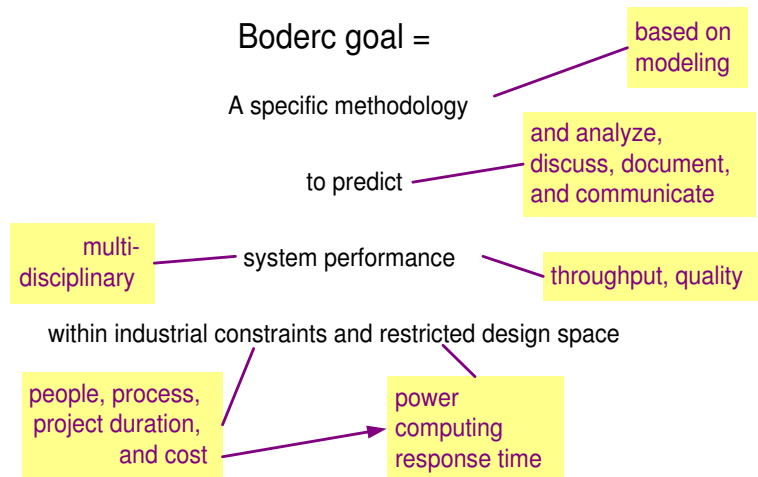 Boderc goal =
based on
modeling
A specific methodology
and analyze,
discuss, document,
and communicate
to predict
multi-
disciplinary
system performance
throughput, quality
within industrial constraints and restricted design space
people, process,
project duration,
and cost
power
computing
response time